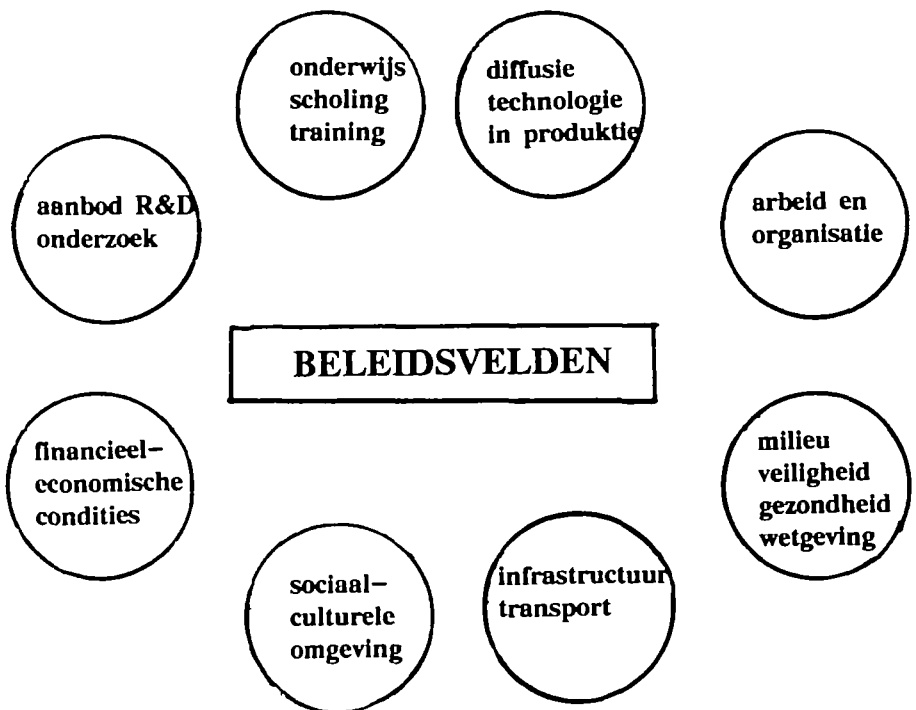 onderwijs
scholing
training
diffusie
technologie
in produktie
aanbod R&D
onderzoek
arbeid en
organisatie
BELEIDSVELDEN
financieel–
economische
condities
milieu
veiligheid
gezondheid
wetgeving
sociaal–
culturele
omgeving
infrastructuur
transport